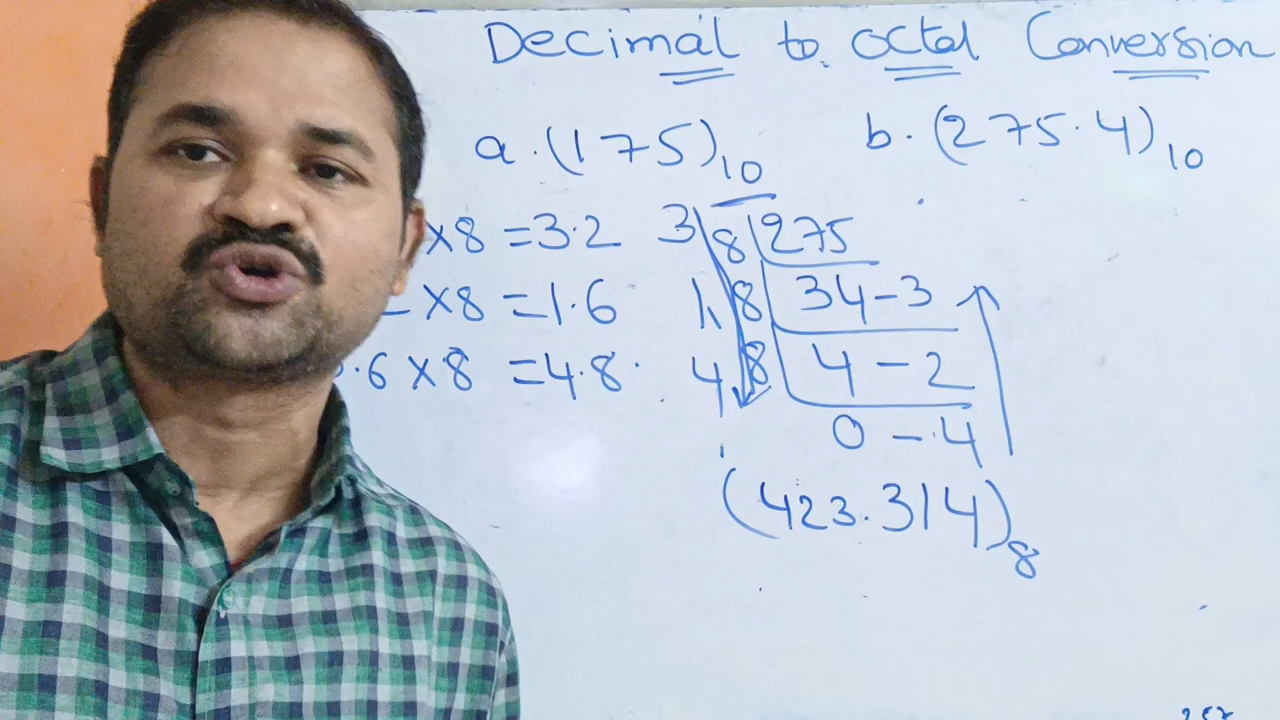 Decimal to octal Conversion
a. (175)₁₀ b. (275.4)₁₀
×8 = 3.2 3 8 275
×8 = 1.6 1 8 34 - 3
.6 × 8 = 4.8 4 8 4 - 2
0 - 4
(423.314)₈